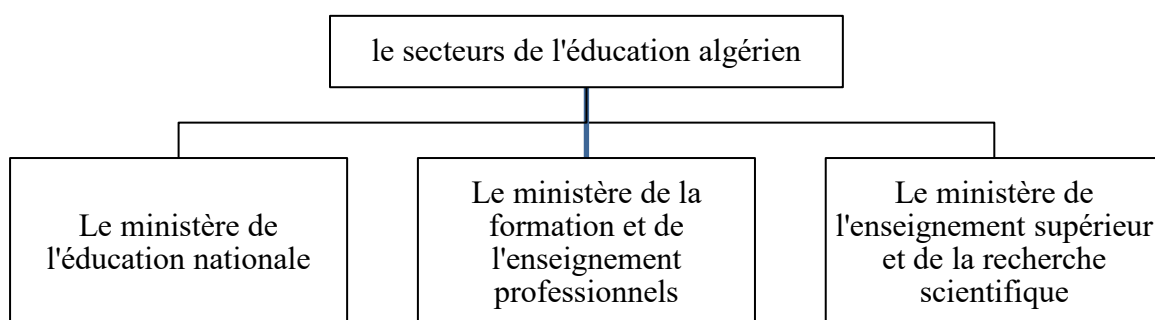 le secteurs de l'éducation algérien
Le ministère de
l'éducation nationale
Le ministère de la
formation et de
l'enseignement
professionnels
Le ministère de
l'enseignement supérieur
et de la recherche
scientifique